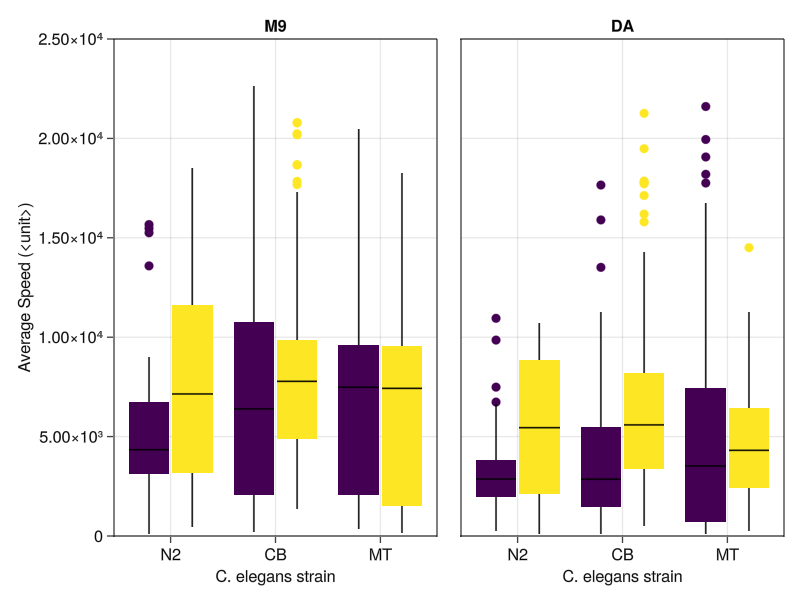 M9
DA
2.50×10⁴
2.00×10⁴
1.50×10⁴
1.00×10⁴
5.00×10³
0
Average Speed (<unit>)
N2 CB MT
N2 CB MT
C. elegans strain
C. elegans strain